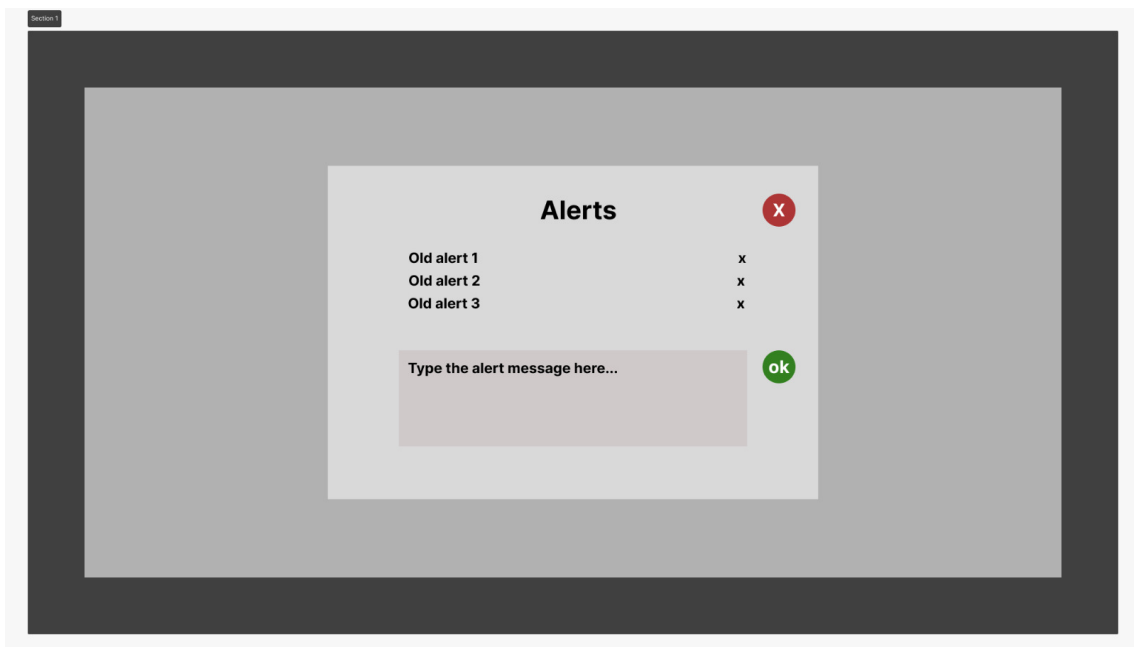 Section 1
Alerts X
Old alert 1 x
Old alert 2 x
Old alert 3 x
Type the alert message here... ok